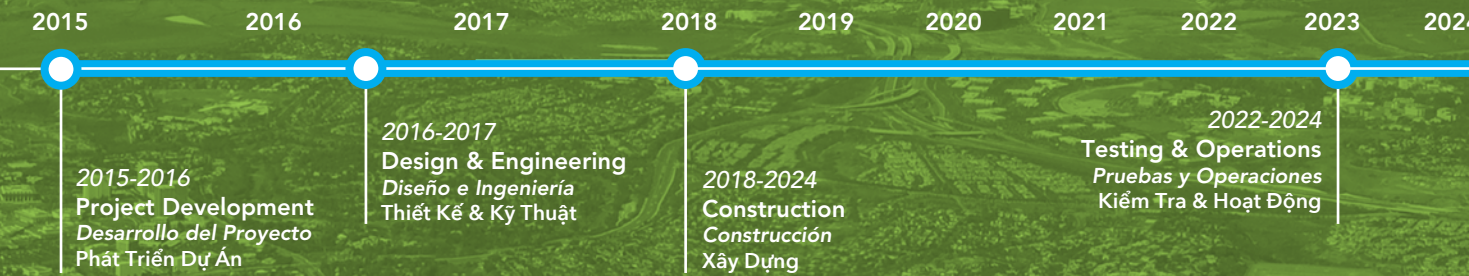 2015 2016 2017 2018 2019 2020 2021 2022 2023 2024
2015-2016
Project Development
Desarrollo del Proyecto
Phát Triển Dự Án
2016-2017
Design & Engineering
Diseño e Ingeniería
Thiết Kế & Kỹ Thuật
2018-2024
Construction
Construcción
Xây Dựng
2022-2024
Testing & Operations
Pruebas y Operaciones
Kiểm Tra & Hoạt Động